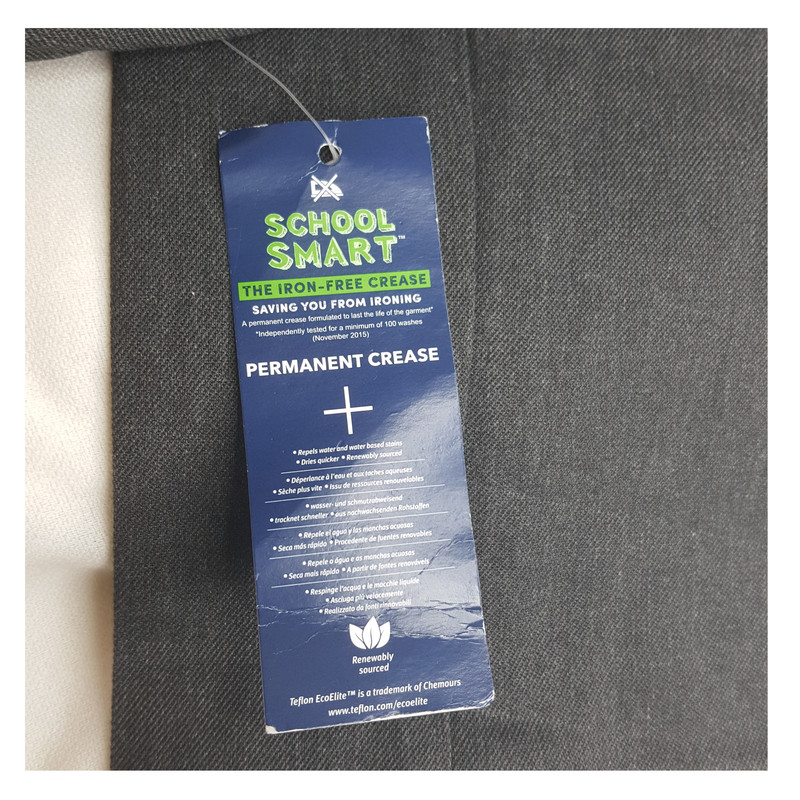 SCHOOL
SMART™
THE IRON-FREE CREASE
SAVING YOU FROM IRONING
A permanent crease formulated to last the life of the garment*
*Independently tested for a minimum of 100 washes
(November 2015)
PERMANENT CREASE
• Repels water and water based stains
• Dries quicker • Renewably sourced
• Déperlance à l'eau et aux taches aqueuses
• Sèche plus vite • Issu de ressources renouvelables
• wasser- und schmutzabweisend
• trocknet schneller • aus nachwachsenden Rohstoffen
• Répele el agua y las manchas acuosas
• Seca más rápido • Procedente de fuentes renovables
• Repele a água e as manchas acuosas
• Seca mais rápido • A partir de fontes renováveis
• Respinge l'acqua e le macchie liquide
• Asciuga più velocemente
• Realizzato da fonti rinnovabili
Renewably
sourced
Teflon EcoElite™ is a trademark of Chemours
www.teflon.com/ecoelite